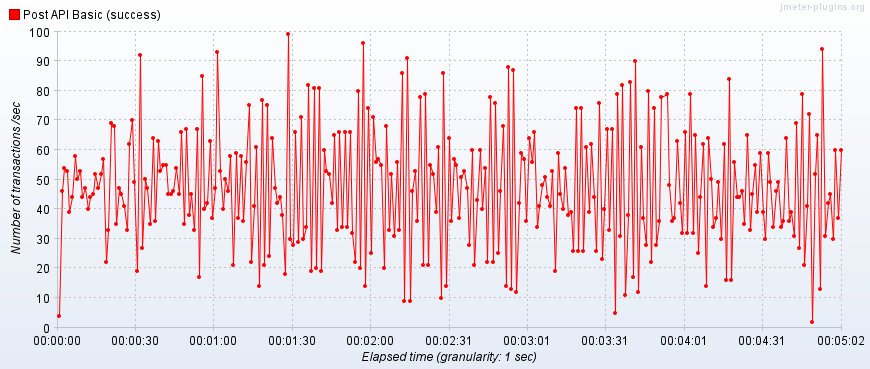 jmeter-plugins.org
Post API Basic (success)
100
90
80
70
60
50
40
30
20
10
0
Number of transactions /sec
00:00:00 00:00:30 00:01:00 00:01:30 00:02:00 00:02:31 00:03:01 00:03:31 00:04:01 00:04:31 00:05:02
Elapsed time (granularity: 1 sec)